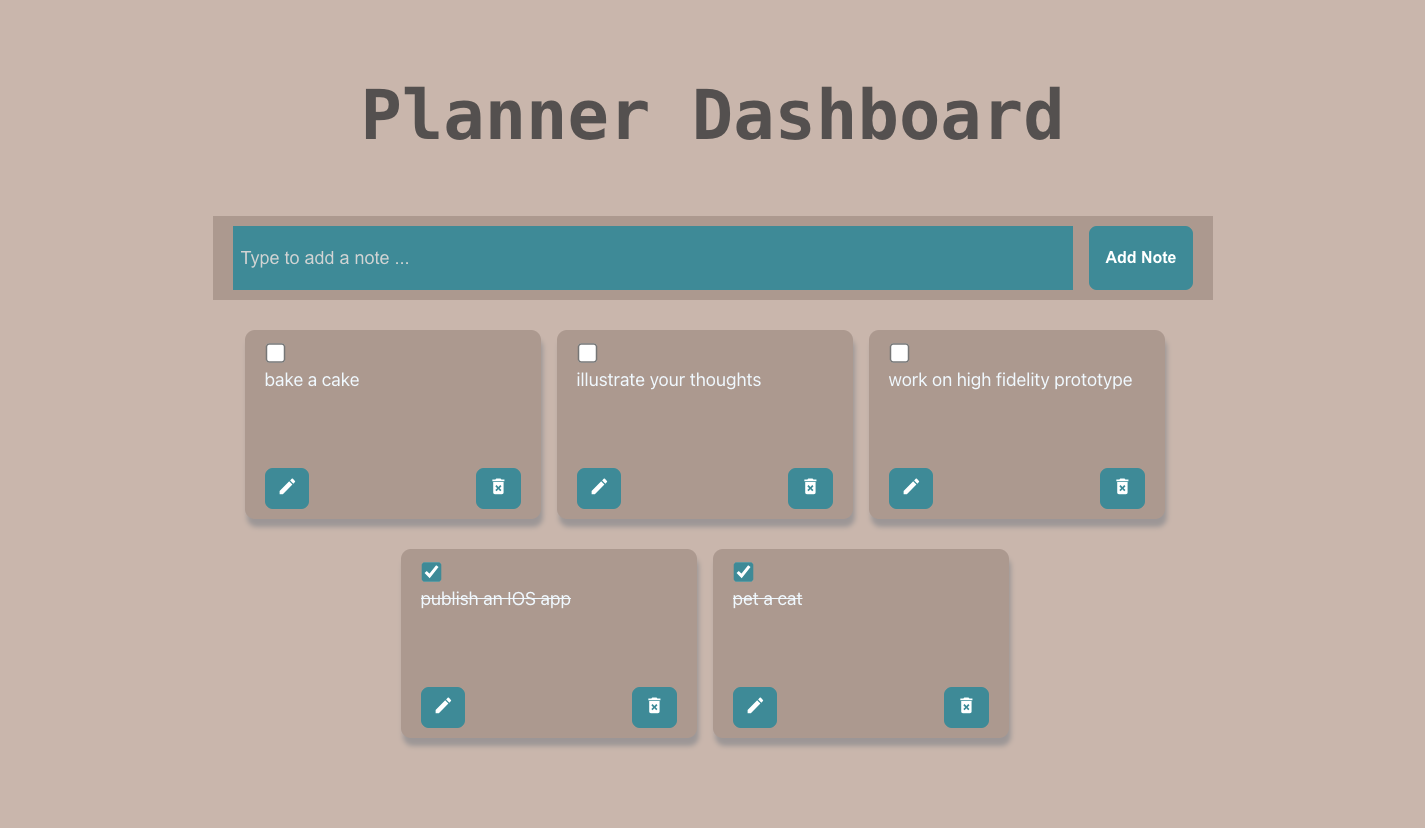 Planner Dashboard
Type to add a note ...
Add Note
bake a cake
illustrate your thoughts
work on high fidelity prototype
publish an IOS app
pet a cat